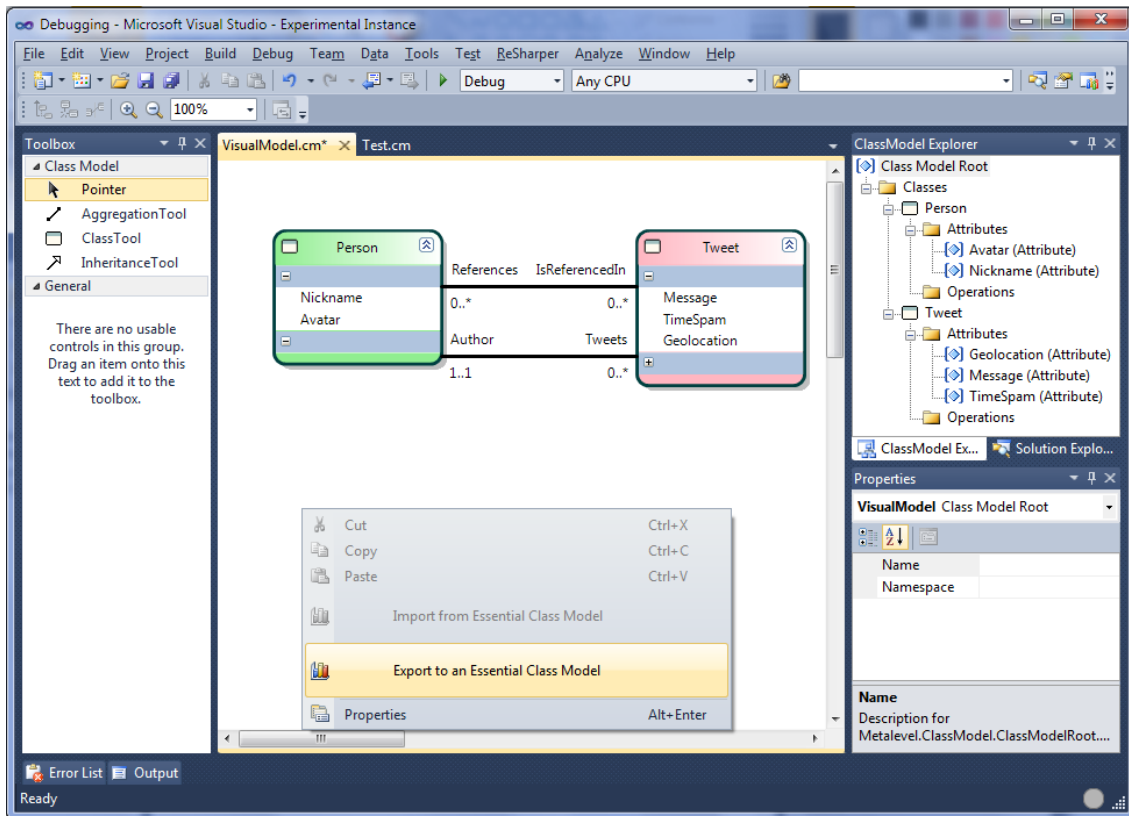 Debugging - Microsoft Visual Studio - Experimental Instance
File Edit View Project Build Debug Team Data Tools Test ReSharper Analyze Window Help
Debug Any CPU
100%
Toolbox
Class Model
Pointer
AggregationTool
ClassTool
InheritanceTool
General
There are no usable
controls in this group.
Drag an item onto this
text to add it to the
toolbox.
VisualModel.cm* Test.cm
Person
Nickname
Avatar
References IsReferencedIn
0..* 0..*
Author Tweets
1..1 0..*
Tweet
Message
TimeSpam
Geolocation
Cut Ctrl+X
Copy Ctrl+C
Paste Ctrl+V
Import from Essential Class Model
Export to an Essential Class Model
Properties Alt+Enter
ClassModel Explorer
Class Model Root
Classes
Person
Attributes
Avatar (Attribute)
Nickname (Attribute)
Operations
Tweet
Attributes
Geolocation (Attribute)
Message (Attribute)
TimeSpam (Attribute)
Operations
ClassModel Ex... Solution Explo...
Properties
VisualModel Class Model Root
Name
Namespace
Name
Description for
Metalevel.ClassModel.ClassModelRoot....
Error List Output
Ready